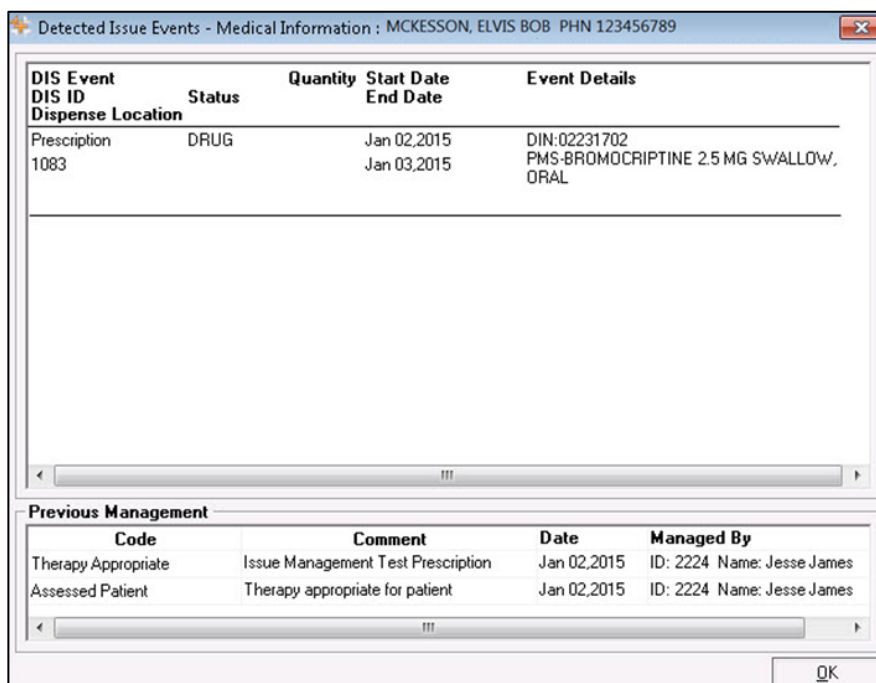 Detected Issue Events - Medical Information : MCKESSON, ELVIS BOB PHN 123456789
DIS Event Quantity Start Date Event Details
DIS ID Status End Date
Dispense Location
Prescription DRUG Jan 02,2015 DIN:02231702
1083 Jan 03,2015 PMS-BROMOCRIPTINE 2.5 MG SWALLOW,
ORAL
Previous Management
Code Comment Date Managed By
Therapy Appropriate Issue Management Test Prescription Jan 02,2015 ID: 2224 Name: Jesse James
Assessed Patient Therapy appropriate for patient Jan 02,2015 ID: 2224 Name: Jesse James
OK